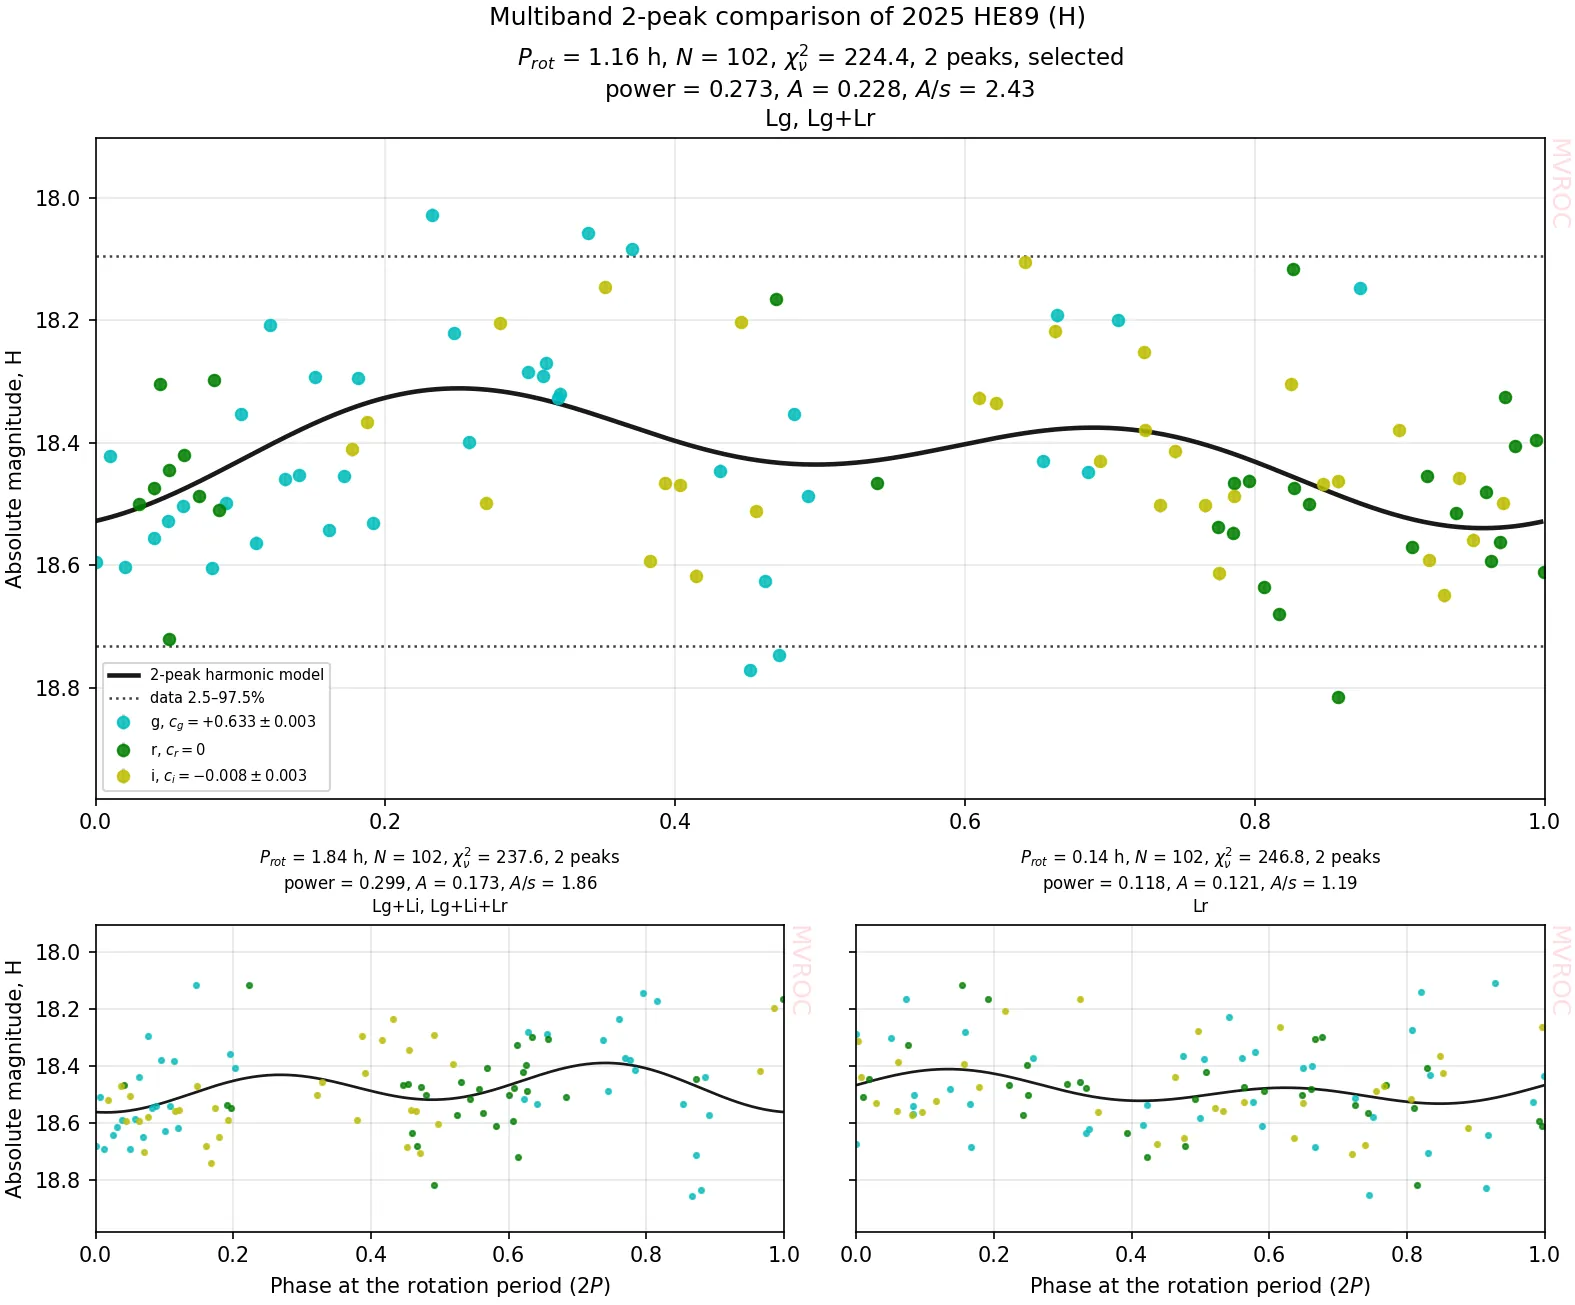 Multiband 2-peak comparison of 2025 HE89 (H)
P_rot = 1.16 h, N = 102, χ²_ν = 224.4, 2 peaks, selected
power = 0.273, A = 0.228, A/s = 2.43
Lg, Lg+Lr
Absolute magnitude, H
18.0
18.2
18.4
18.6
18.8
2-peak harmonic model
data 2.5–97.5%
g, c_g = +0.633 ± 0.003
r, c_r = 0
i, c_i = −0.008 ± 0.003
0.0 0.2 0.4 0.6 0.8 1.0
MVROC
P_rot = 1.84 h, N = 102, χ²_ν = 237.6, 2 peaks
power = 0.299, A = 0.173, A/s = 1.86
Lg+Li, Lg+Li+Lr
Absolute magnitude, H
18.0
18.2
18.4
18.6
18.8
0.0 0.2 0.4 0.6 0.8 1.0
Phase at the rotation period (2P)
MVROC
P_rot = 0.14 h, N = 102, χ²_ν = 246.8, 2 peaks
power = 0.118, A = 0.121, A/s = 1.19
Lr
0.0 0.2 0.4 0.6 0.8 1.0
Phase at the rotation period (2P)
MVROC